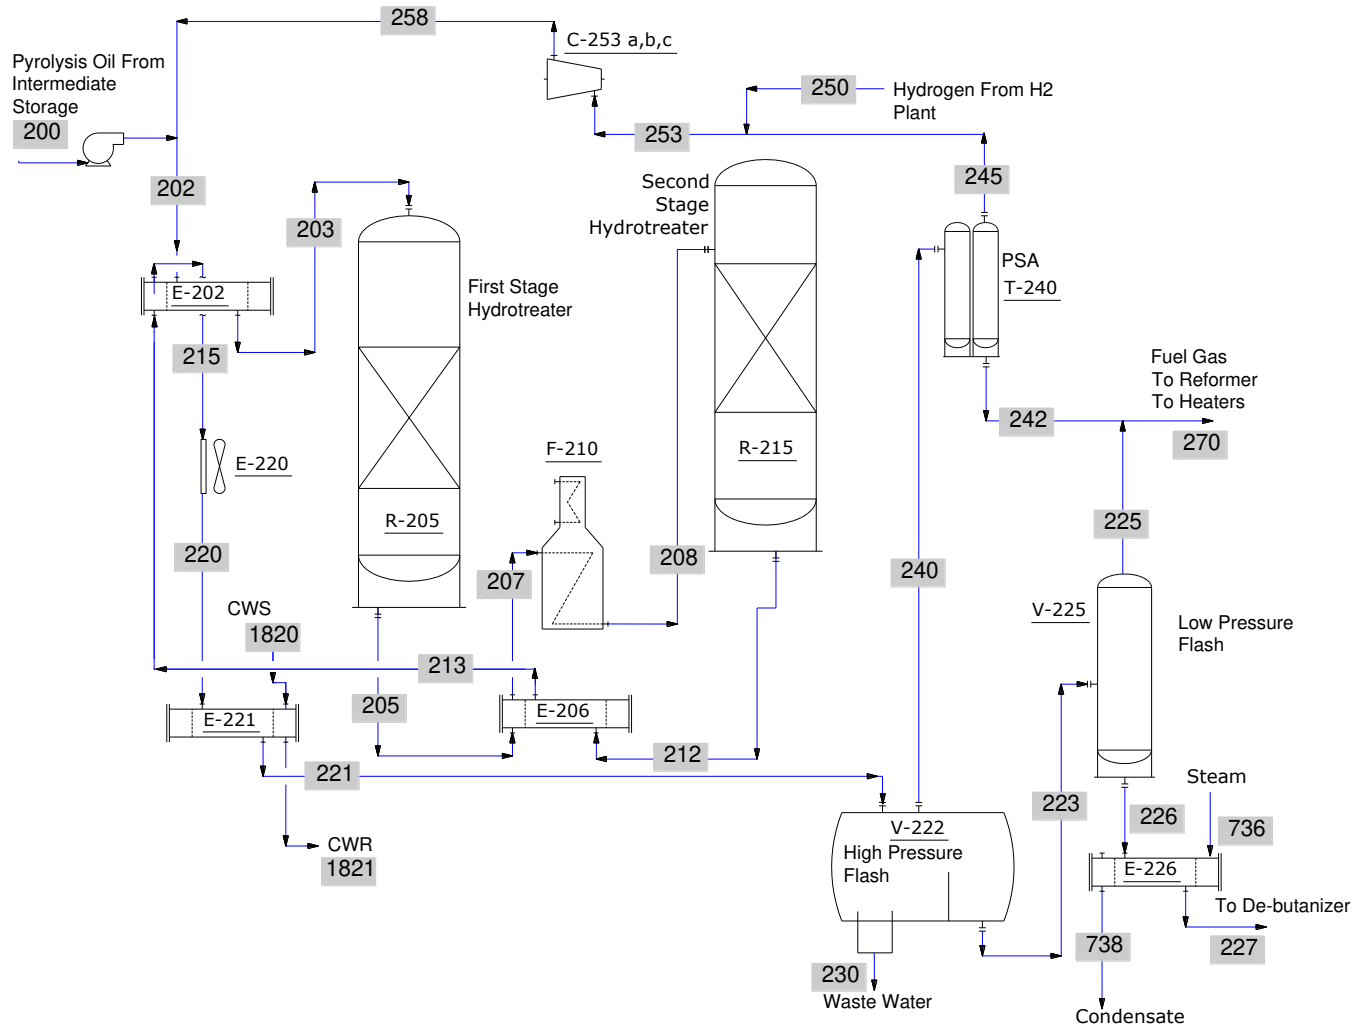 258
C-253 a,b,c
Pyrolysis Oil From
Intermediate
Storage
200
250
Hydrogen From H2
Plant
253
202
203
Second
Stage
Hydrotreater
245
PSA
T-240
E-202
First Stage
Hydrotreater
215
Fuel Gas
To Reformer
To Heaters
242
270
E-220
F-210
R-215
R-205
220
207
208
240
225
CWS
1820
V-225
Low Pressure
Flash
213
205
E-221
E-206
212
221
223
Steam
226
736
CWR
1821
V-222
High Pressure
Flash
E-226
To De-butanizer
227
738
230
Waste Water
Condensate